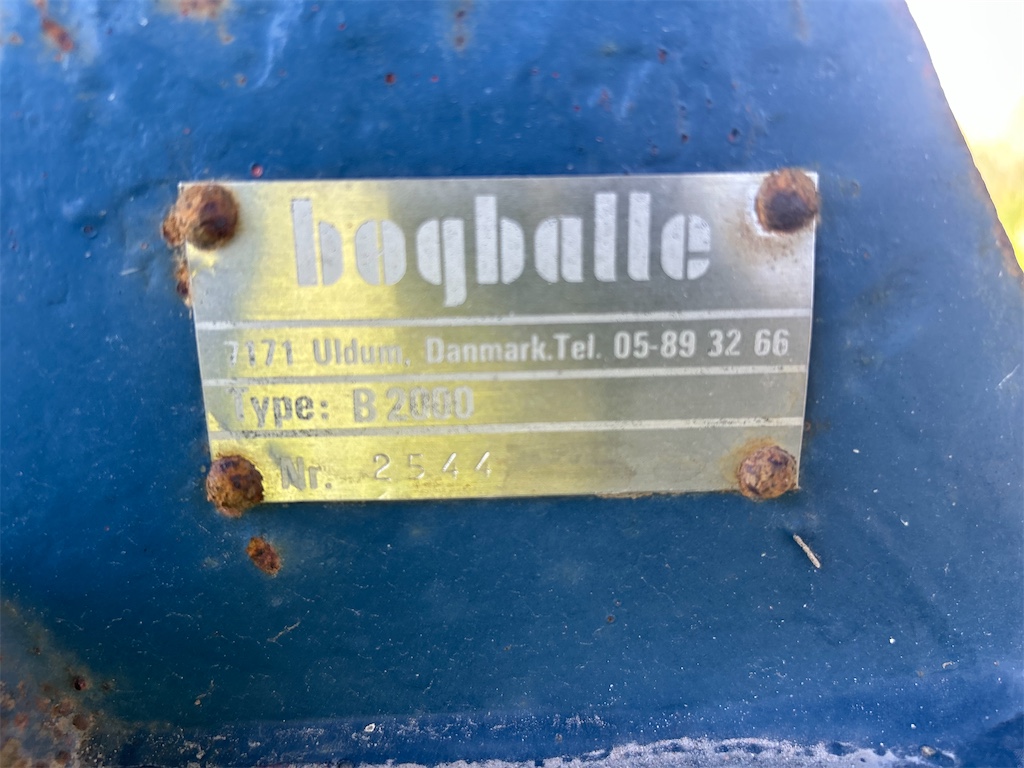 bogballe
7171 Uldum, Danmark. Tel. 05-89 32 66
Type: B 2000
Nr. 2544